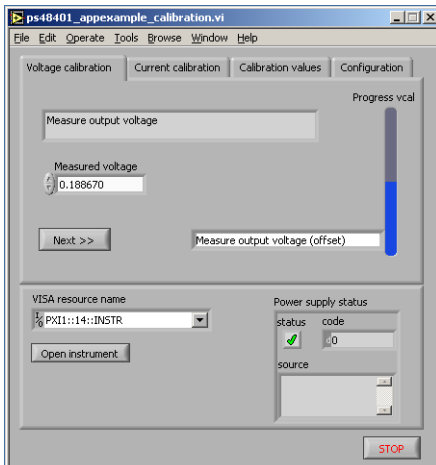 ps48401_appexample_calibration.vi
File Edit Operate Tools Browse Window Help
Voltage calibration Current calibration Calibration values Configuration
Progress vcal
Measure output voltage
Measured voltage
0.188670
Next >>
Measure output voltage (offset)
VISA resource name
I/0 PXI1::14::INSTR
Open instrument
Power supply status
status code
d0
source
STOP